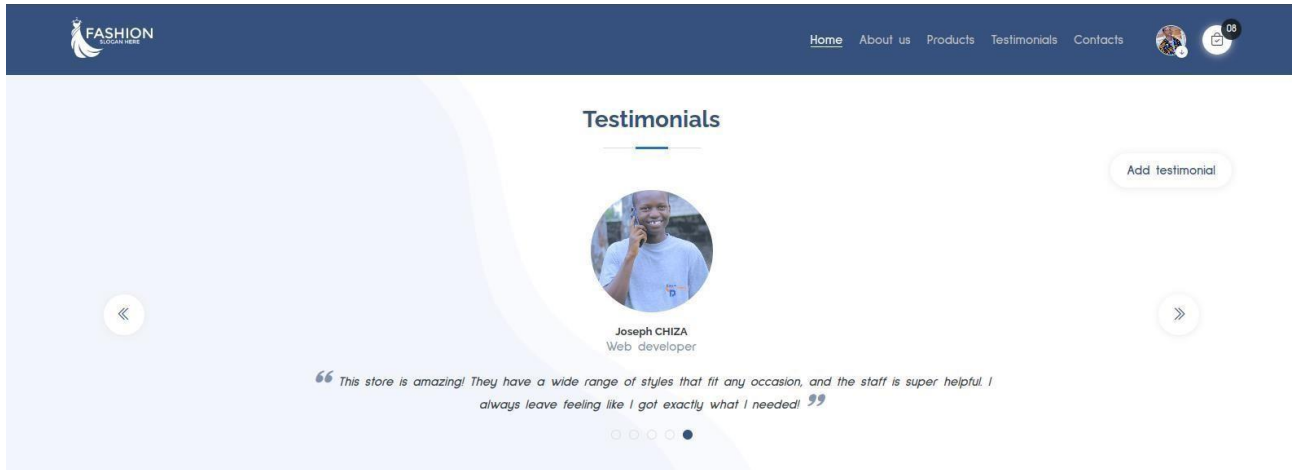 FASHION
SLOGAN HERE
Home About us Products Testimonials Contacts
08
Testimonials
Add testimonial
Joseph CHIZA
Web developer
“ This store is amazing! They have a wide range of styles that fit any occasion, and the staff is super helpful. I
always leave feeling like I got exactly what I needed! ”